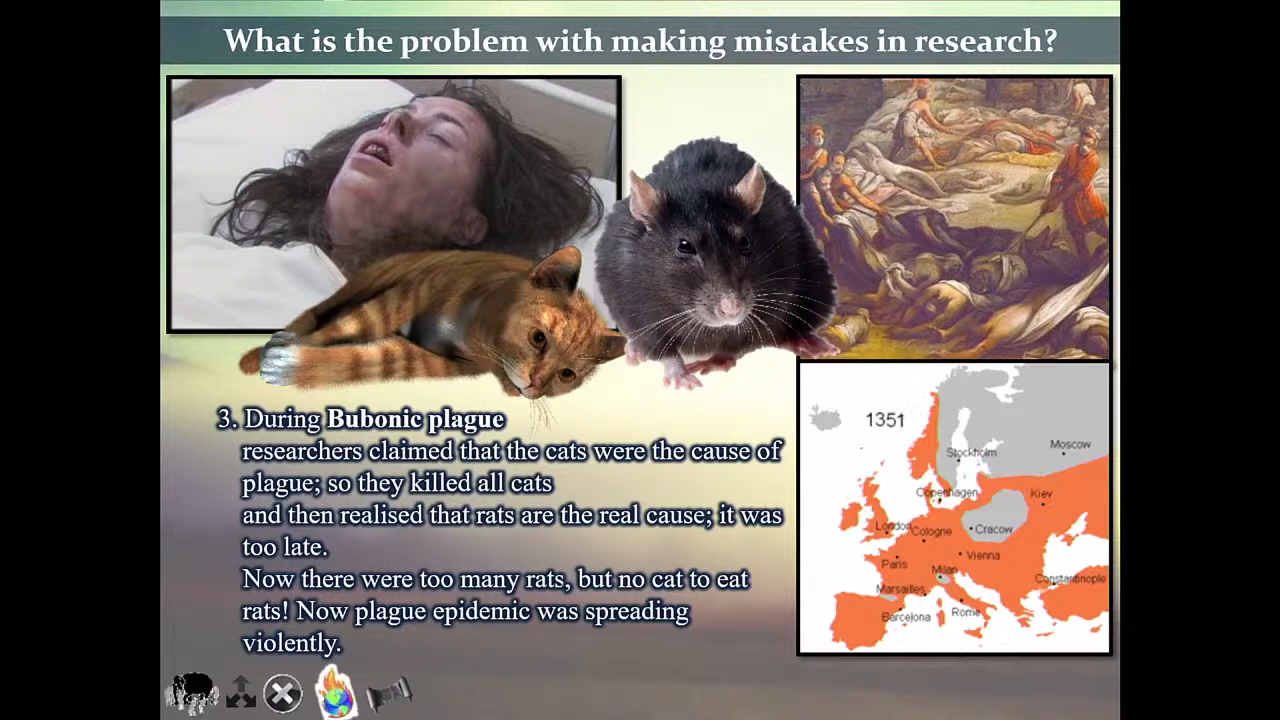 What is the problem with making mistakes in research?
3. During Bubonic plague
researchers claimed that the cats were the cause of
plague; so they killed all cats
and then realised that rats are the real cause; it was
too late.
Now there were too many rats, but no cat to eat
rats! Now plague epidemic was spreading
violently.
1351
Moscow
Stockholm
Copenhagen
Kiev
London
Cologne
Cracow
Paris
Vienna
Milan
Marsailles
Constantinople
Barcelona
Rome